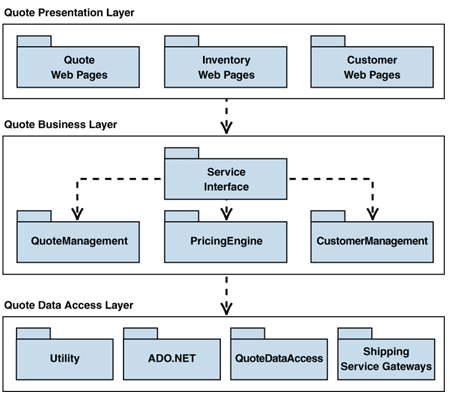 Quote Presentation Layer
Quote
Web Pages
Inventory
Web Pages
Customer
Web Pages
Quote Business Layer
Service
Interface
QuoteManagement
PricingEngine
CustomerManagement
Quote Data Access Layer
Utility
ADO.NET
QuoteDataAccess
Shipping
Service Gateways